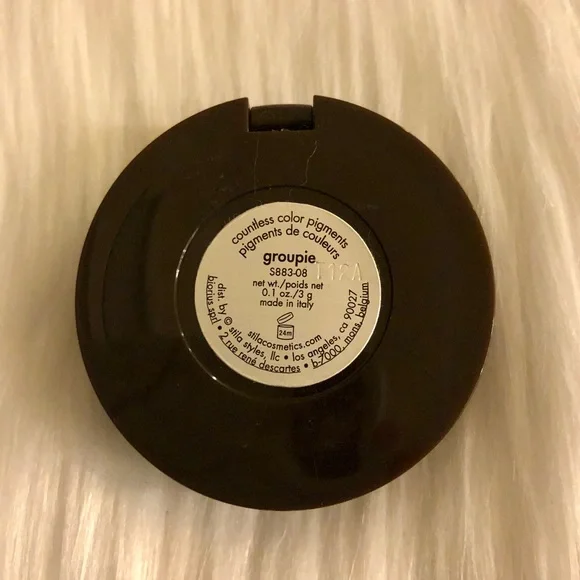 countless color pigments
pigments de couleurs
groupie
S883-08
net wt./poids net
0.1 oz./3 g
made in italy
24m
stilacosmetics.com
dist. by © stila styles, llc • los angeles, ca 90027
biorius sprl • 2 rue rené descartes • b-7000 mons, belgium